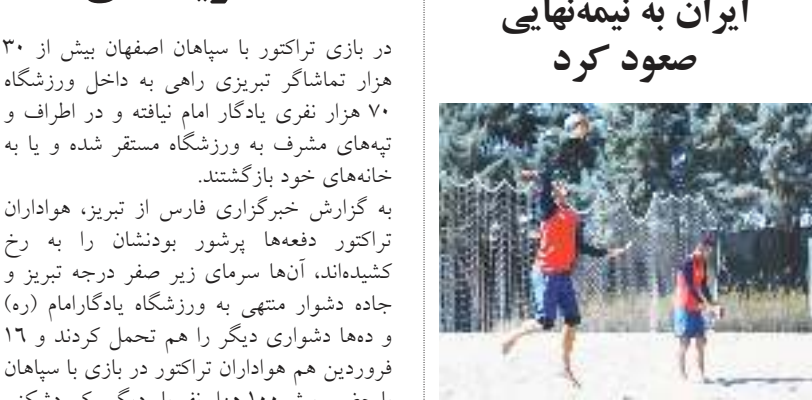 ایران به نیمه‌نهایی
صعود کرد
در بازی تراکتور با سپاهان اصفهان بیش از ۳۰
هزار تماشاگر تبریزی راهی به داخل ورزشگاه
۷۰ هزار نفری یادگار امام نیافته و در اطراف و
تپه‌های مشرف به ورزشگاه مستقر شده و یا به
خانه‌های خود بازگشتند.
به گزارش خبرگزاری فارس از تبریز، هواداران
تراکتور دفعه‌ها پرشور بودنشان را به رخ
کشیده‌اند، آن‌ها سرمای زیر صفر درجه تبریز و
جاده دشوار منتهی به ورزشگاه یادگارامام (ره)
و ده‌ها دشواری دیگر را هم تحمل کردند و ۱۶
فروردین هم هواداران تراکتور در بازی با سپاهان